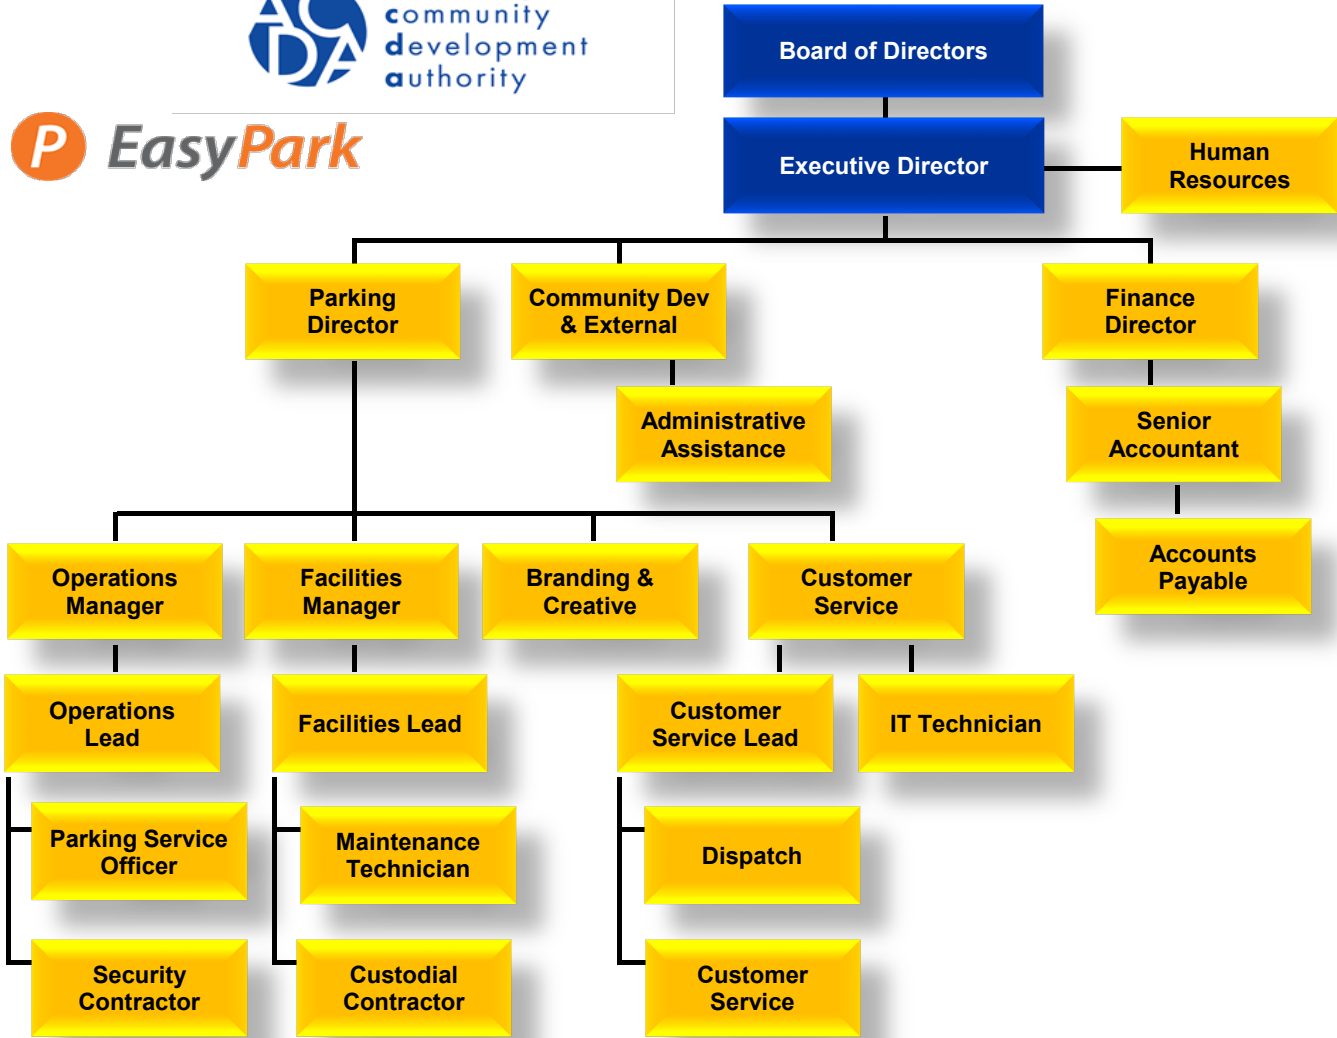 ACDA
community
development
authority
P EasyPark
Board of Directors
Executive Director
Human
Resources
Parking
Director
Community Dev
& External
Finance
Director
Administrative
Assistance
Senior
Accountant
Accounts
Payable
Operations
Manager
Facilities
Manager
Branding &
Creative
Customer
Service
Operations
Lead
Facilities Lead
Customer
Service Lead
IT Technician
Parking Service
Officer
Maintenance
Technician
Dispatch
Security
Contractor
Custodial
Contractor
Customer
Service